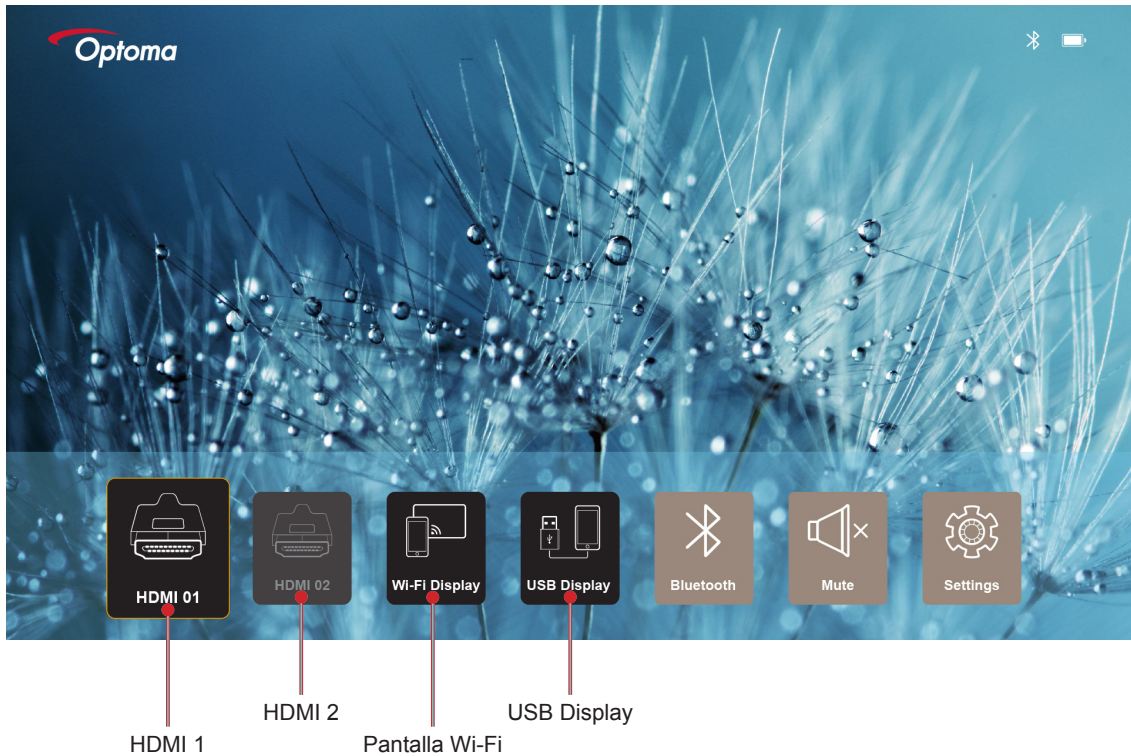 Optoma
HDMI 01
HDMI 02
Wi-Fi Display
USB Display
Bluetooth
Mute
Settings
HDMI 2
USB Display
HDMI 1
Pantalla Wi-Fi